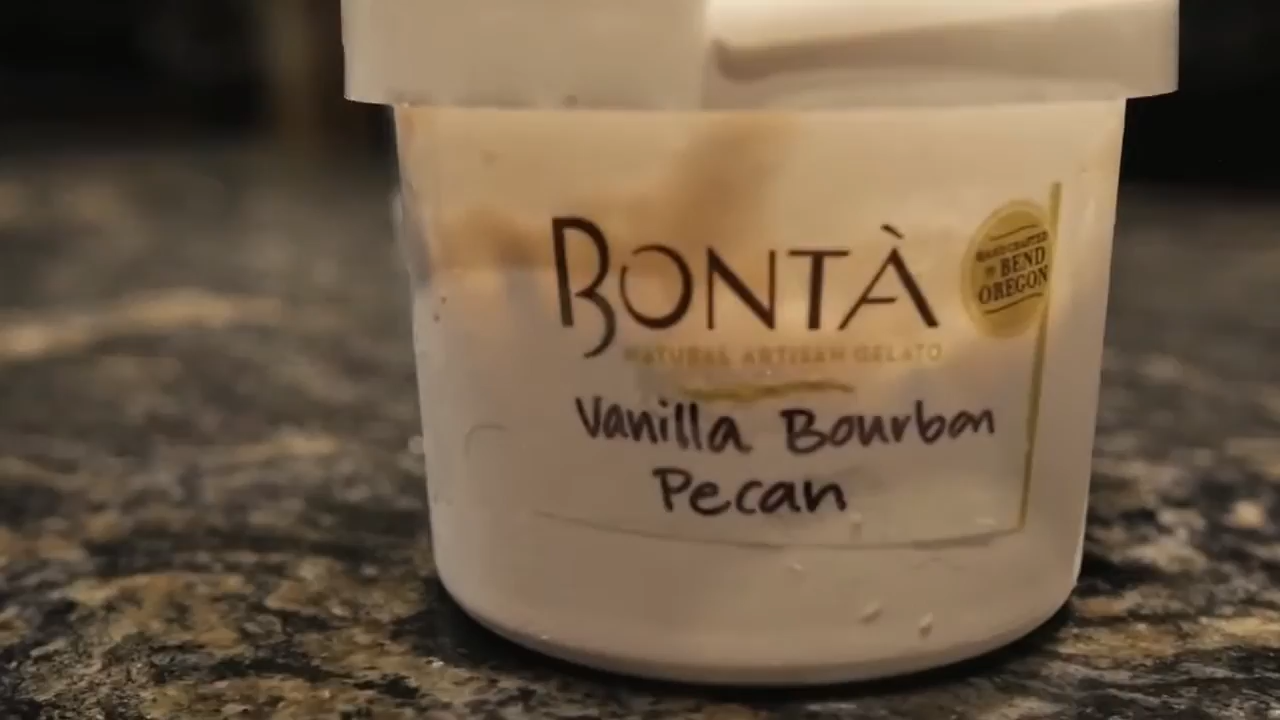 BONTÀ
NATURAL ARTISAN GELATO
HANDCRAFTED
IN BEND
OREGON
Vanilla Bourbon
Pecan